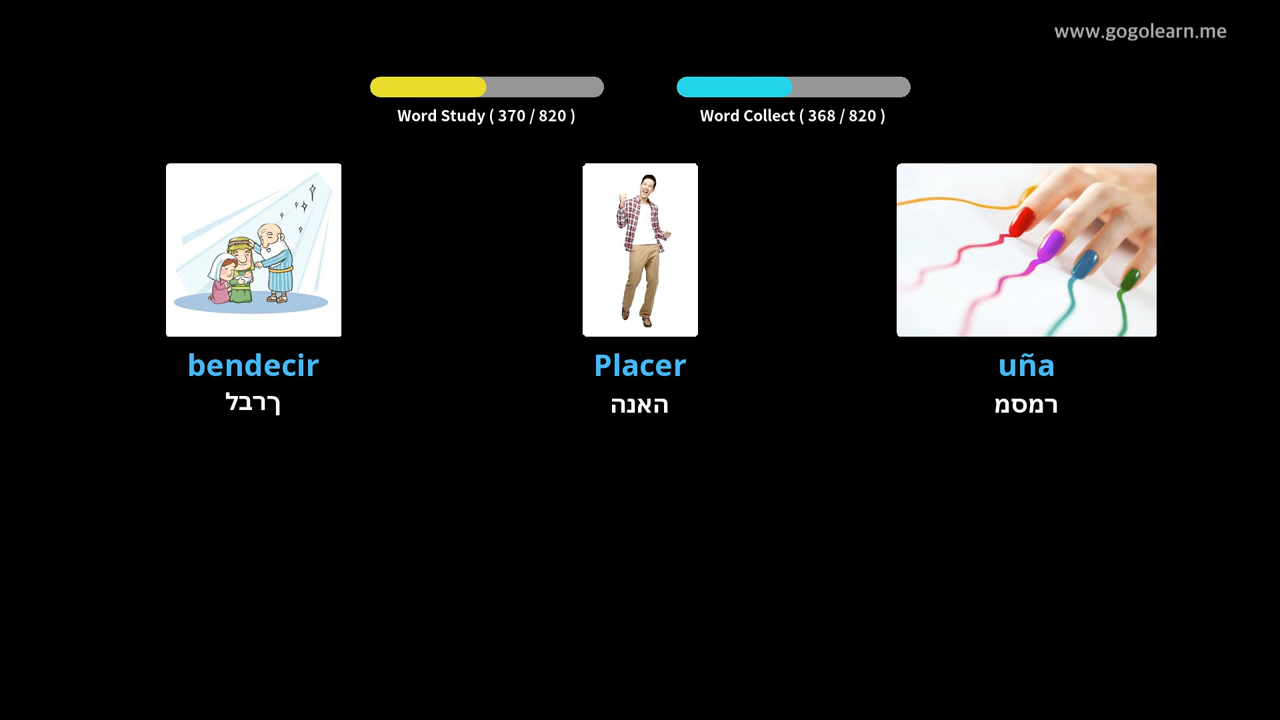 www.gogolearn.me
Word Study ( 370 / 820 )
Word Collect ( 368 / 820 )
bendecir
ךרבל
Placer
האנה
uña
רמסמ